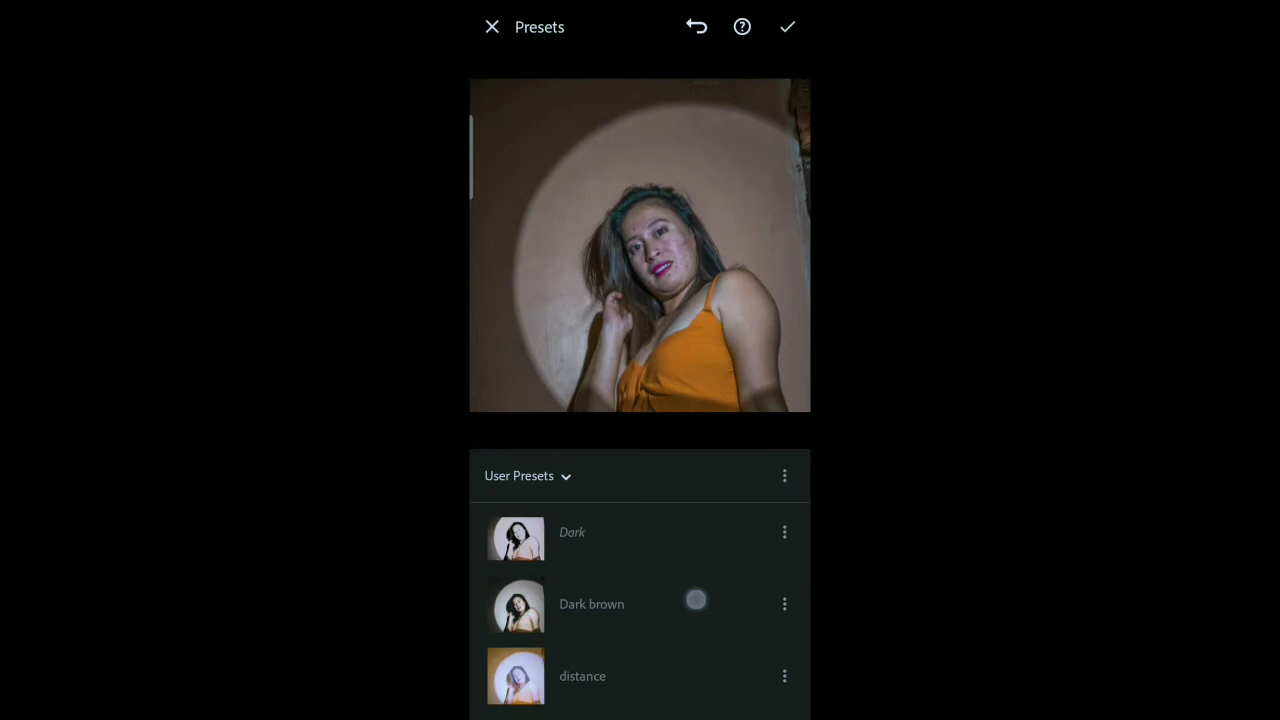 Presets
User Presets
Dark
Dark brown
distance